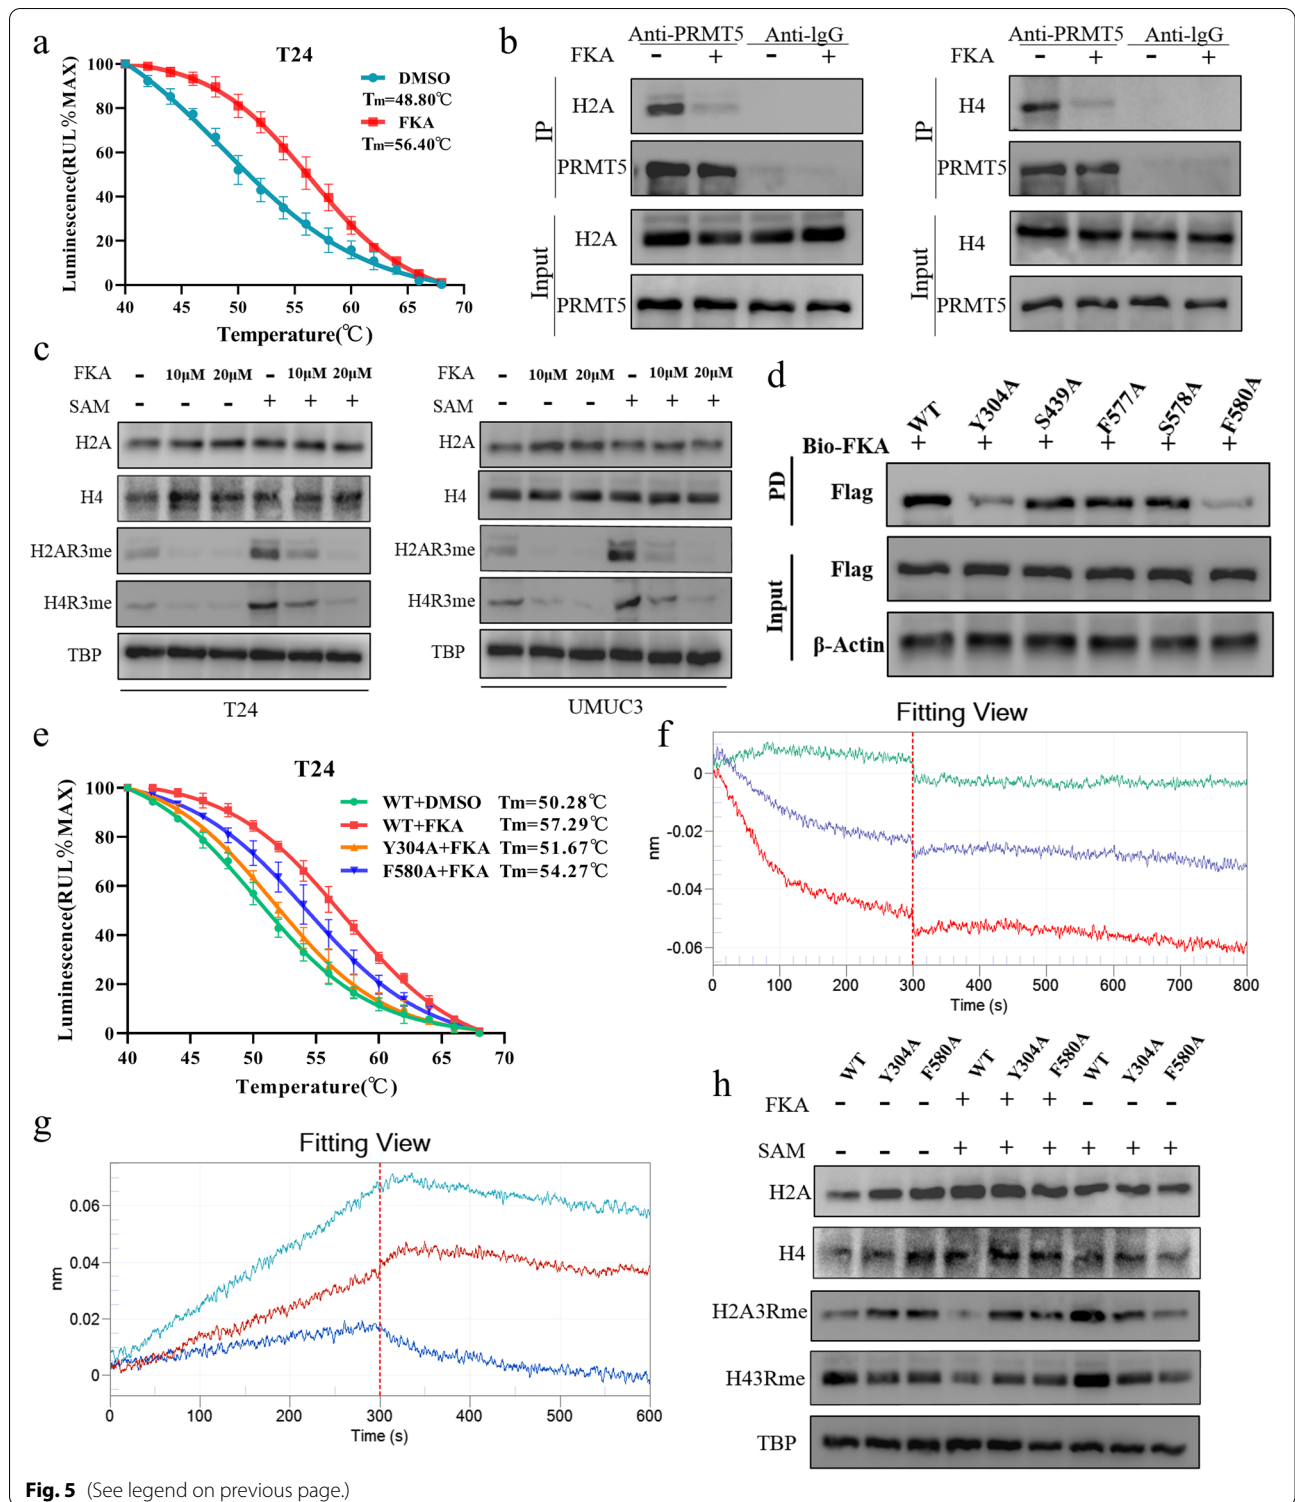 a
T24
100
80
60
40
20
0
40 45 50 55 60 65 70
Luminescence(RUL%MAX)
Temperature(℃)
DMSO
Tm=48.80℃
FKA
Tm=56.40℃
b
Anti-PRMT5 Anti-IgG
FKA - + - +
IP
H2A
PRMT5
Input
H2A
PRMT5
Anti-PRMT5 Anti-IgG
FKA - + - +
IP
H4
PRMT5
Input
H4
PRMT5
c
FKA - 10μM 20μM - 10μM 20μM
SAM - - - + + +
H2A
H4
H2AR3me
H4R3me
TBP
T24
FKA - 10μM 20μM - 10μM 20μM
SAM - - - + + +
H2A
H4
H2AR3me
H4R3me
TBP
UMUC3
d
WT Y304A S439A F577A S578A F580A
Bio-FKA + + + + + +
PD
Flag
Input
Flag
β-Actin
e
T24
100
80
60
40
20
0
40 45 50 55 60 65 70
Luminescence(RUL%MAX)
Temperature(℃)
WT+DMSO Tm=50.28℃
WT+FKA Tm=57.29℃
Y304A+FKA Tm=51.67℃
F580A+FKA Tm=54.27℃
f
Fitting View
0
-0.02
-0.04
-0.06
nm
0 100 200 300 400 500 600 700 800
Time (s)
g
Fitting View
0.06
0.04
0.02
0
nm
0 100 200 300 400 500 600
Time (s)
h
WT Y304A F580A WT Y304A F580A WT Y304A F580A
FKA - - - + + + - - -
SAM - - - + + + + + +
H2A
H4
H2A3Rme
H43Rme
TBP
Fig. 5 (See legend on previous page.)